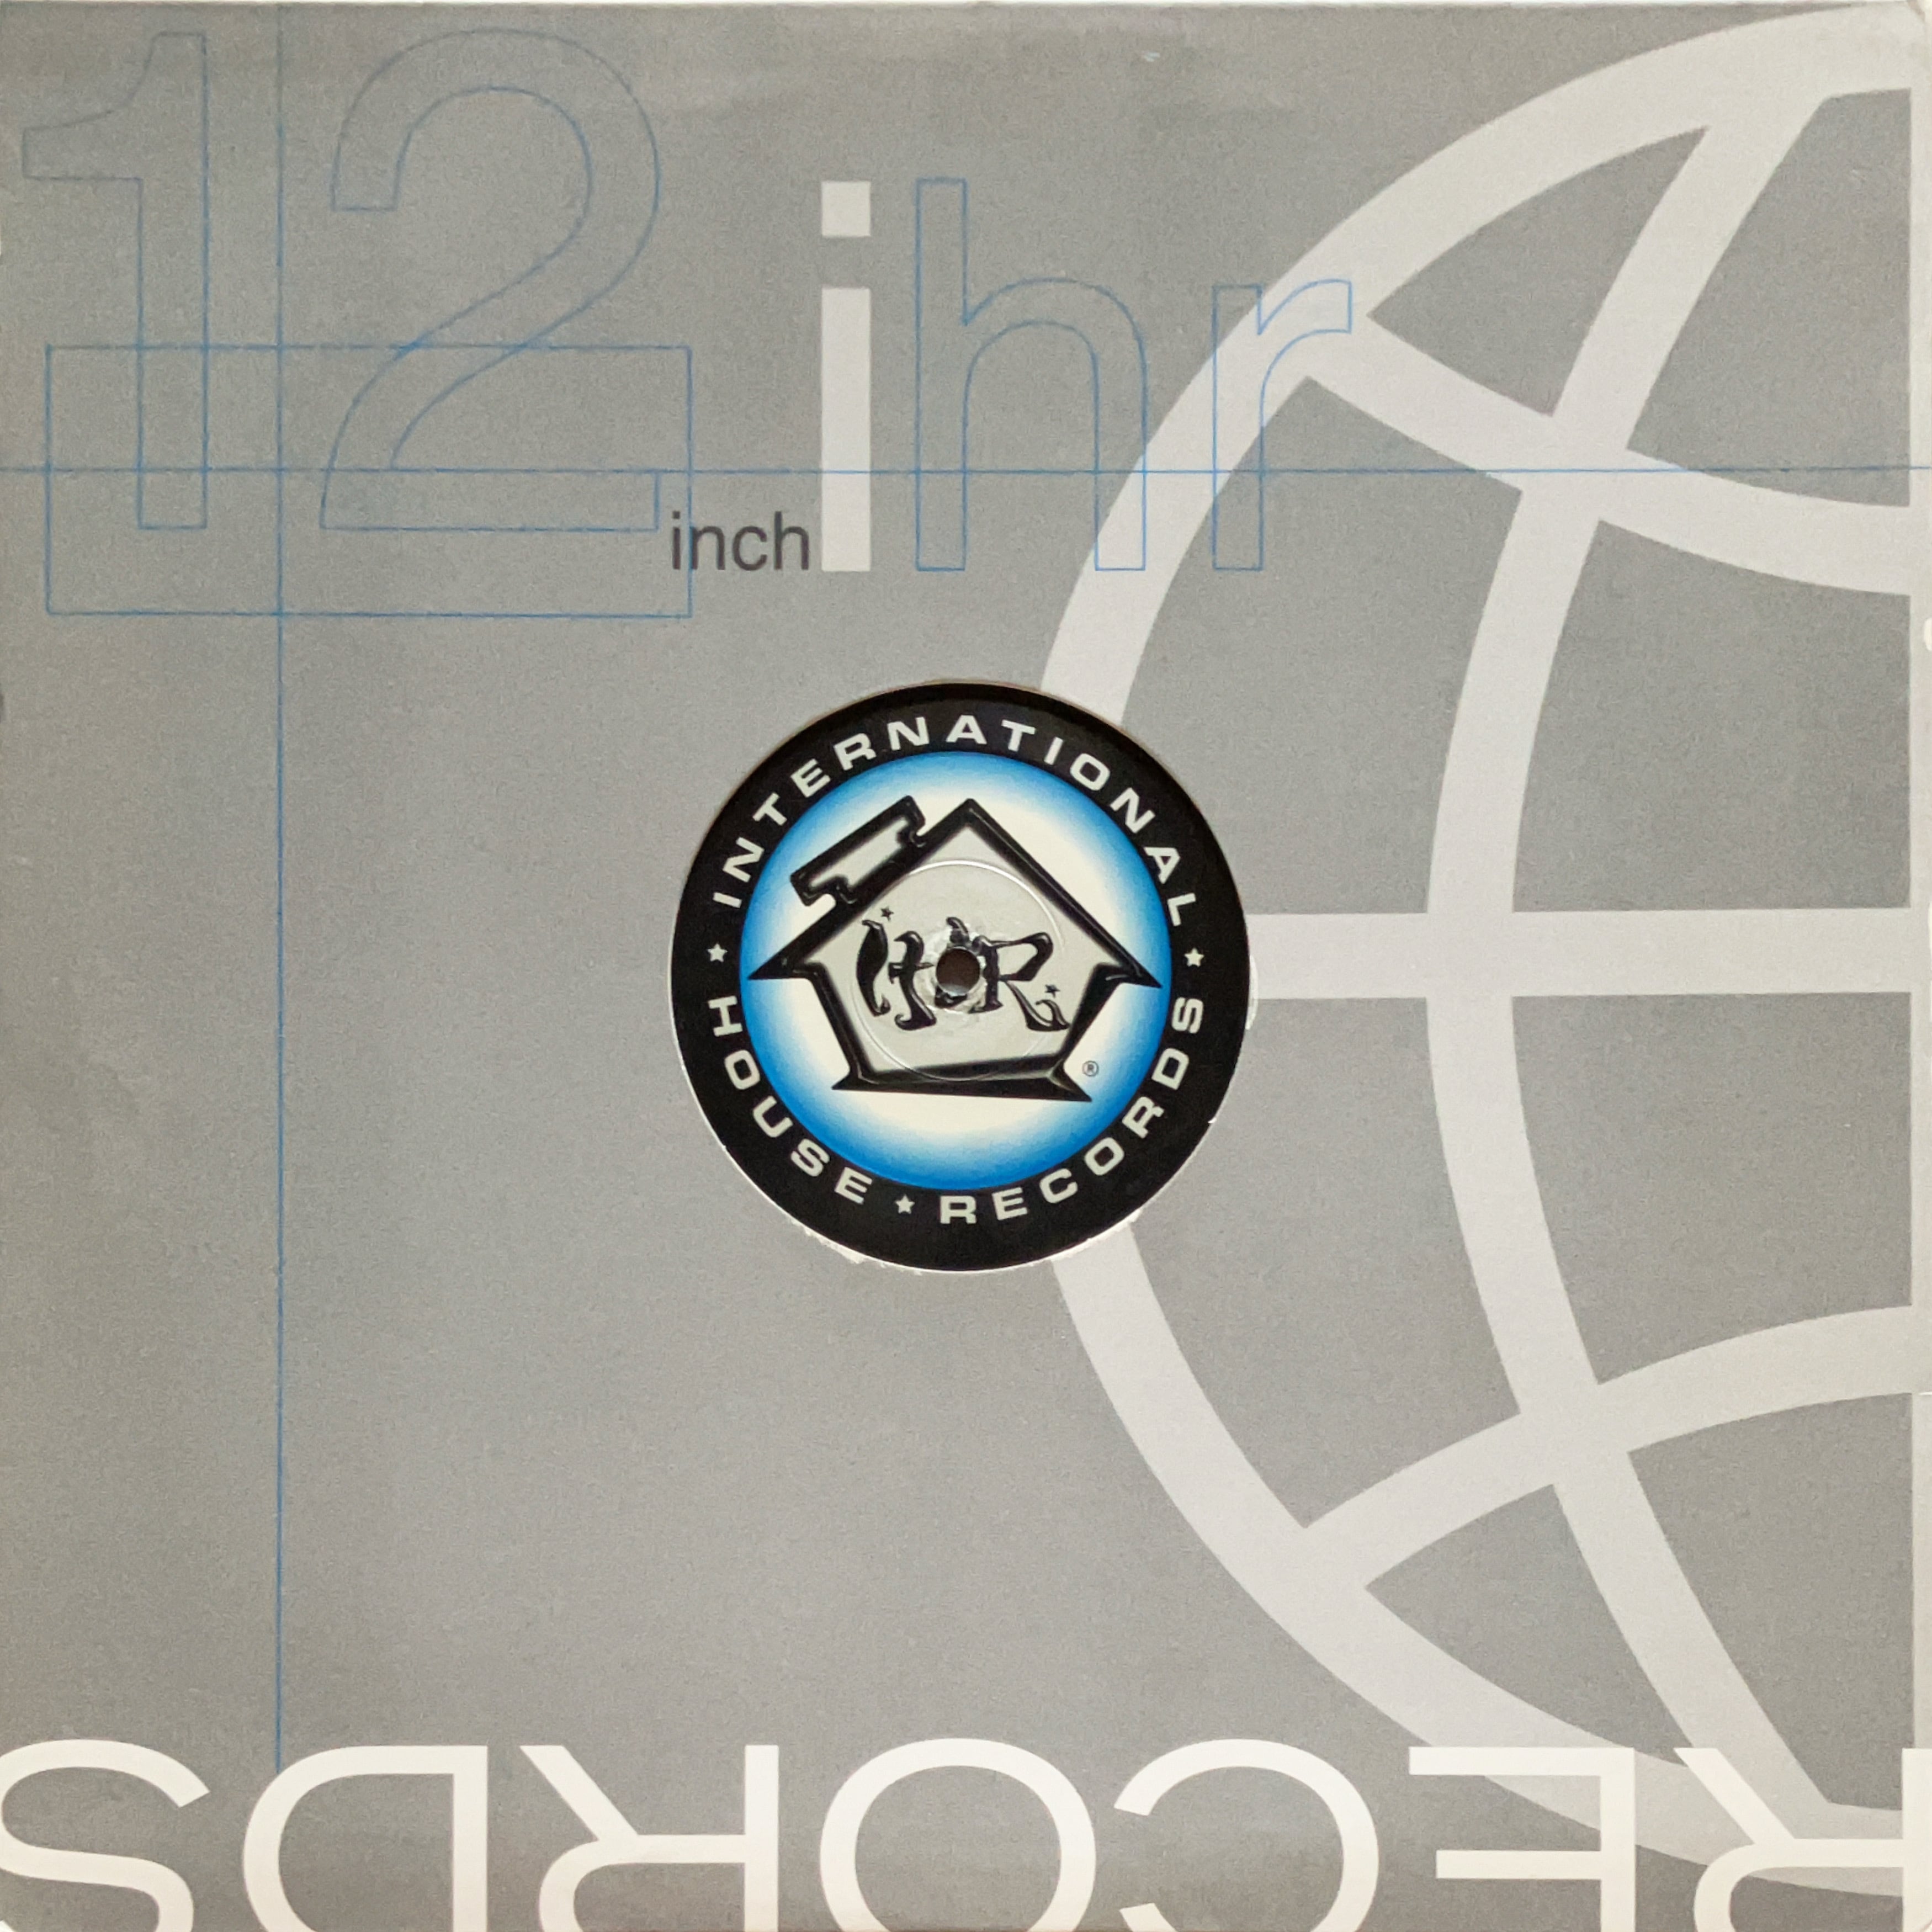 12
inch
ihr
INTERNATIONAL
iHR
®
HOUSE ★ RECORDS
RECORDS